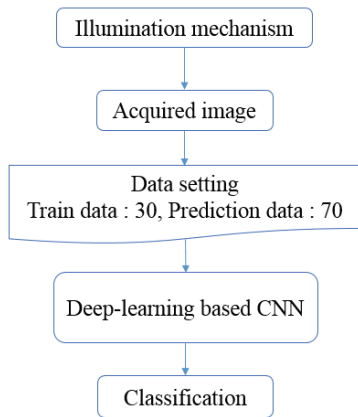 Illumination mechanism
Acquired image
Data setting
Train data : 30, Prediction data : 70
Deep-learning based CNN
Classification